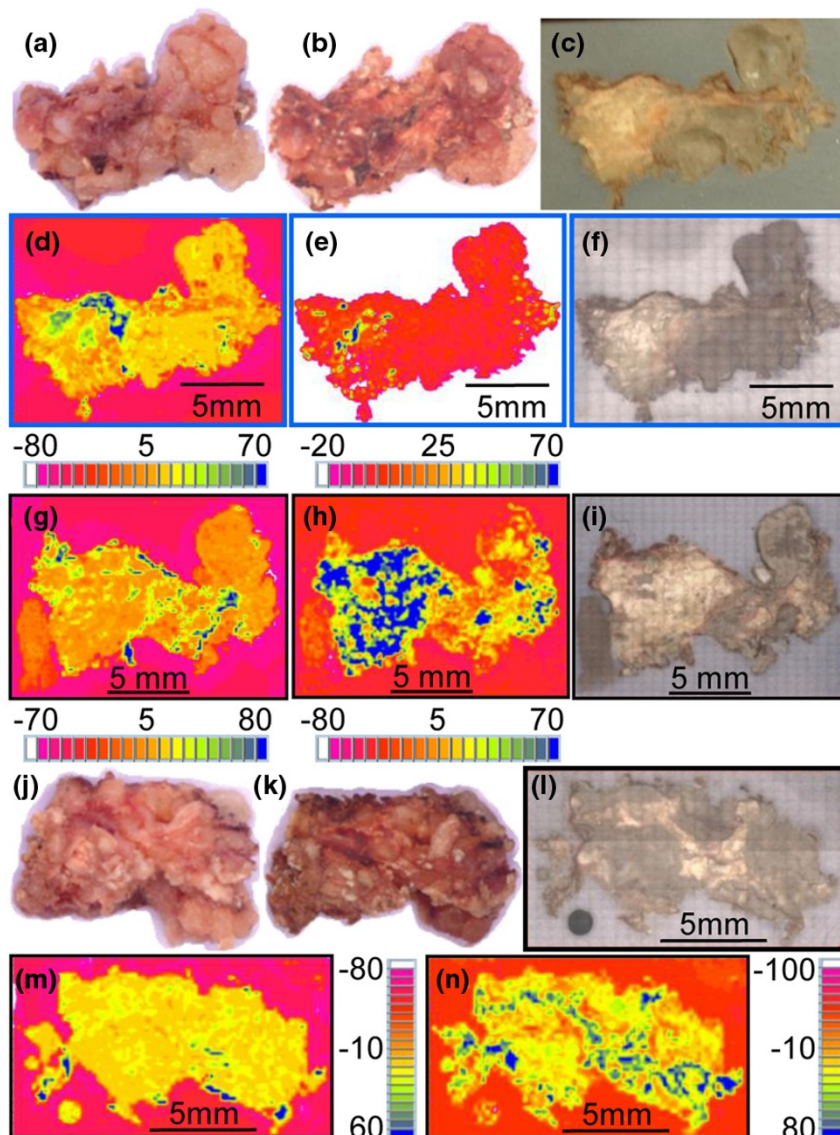 (a) (b) (c)
(d) (e) (f)
5mm 5mm 5mm
-80 5 70 -20 25 70
(g) (h) (i)
5 mm 5 mm 5 mm
-70 5 80 -80 5 70
(j) (k) (l)
5mm
(m) -80 (n) -100
-10 -10
5mm 60 5mm 80